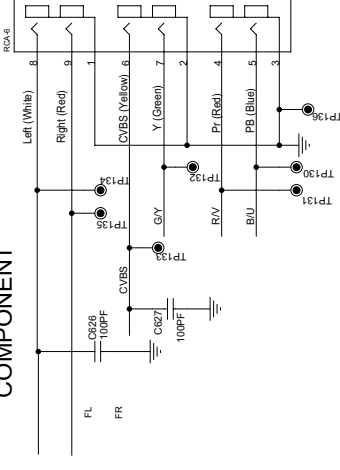 RCA-6
8
9
1
6
7
2
4
5
3
Left (White)
Right (Red)
CVBS (Yellow)
Y (Green)
Pr (Red)
PB (Blue)
TP136
TP134
TP135
TP132
TP130
TP131
TP133
G/Y
R/V
B/U
CVBS
C626
100PF
C627
100PF
FL
FR
COMPONENT